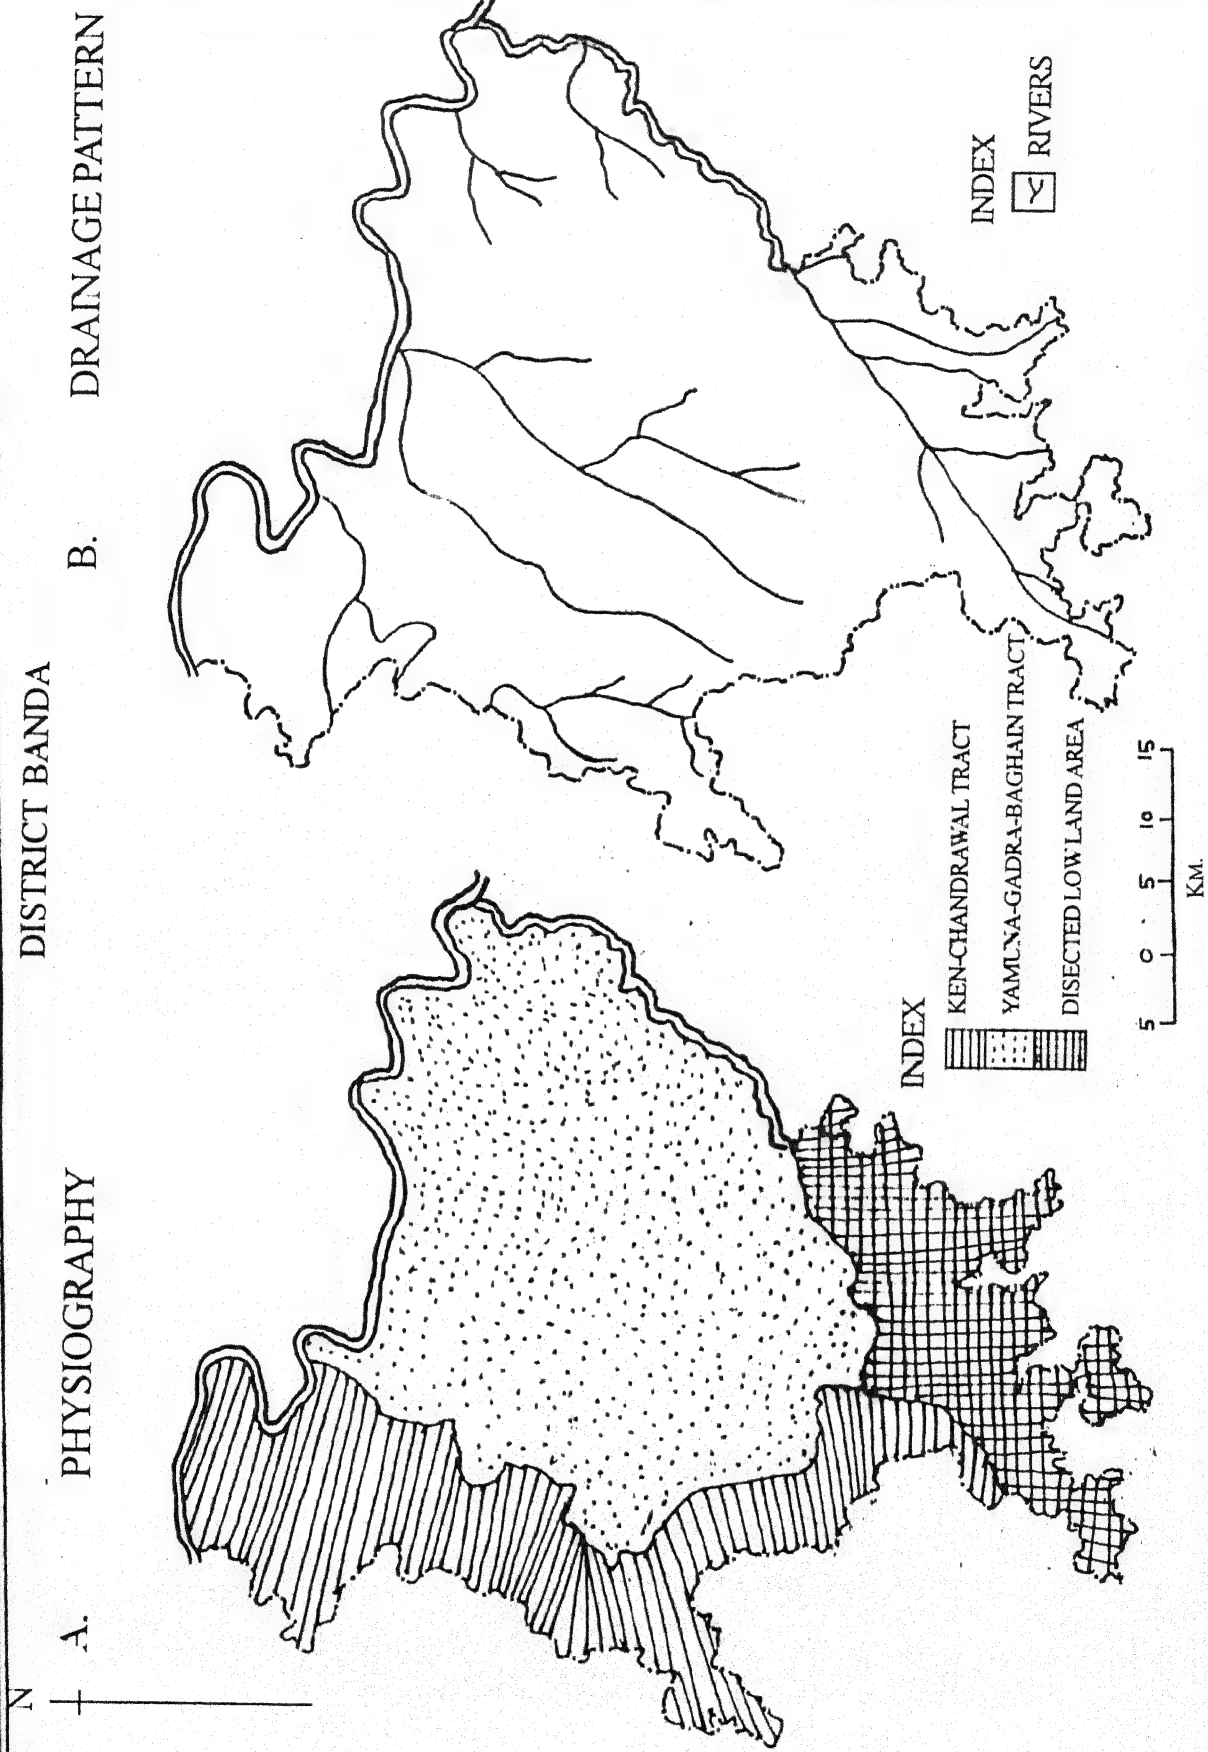 DISTRICT BANDA
N
A. PHYSIOGRAPHY
B. DRAINAGE PATTERN
INDEX
KEN-CHANDRAWAL TRACT
YAMUNA-GADRA-BAGHAIN TRACT
DISECTED LOW LAND AREA
5 0 5 10 15
KM.
INDEX
RIVERS